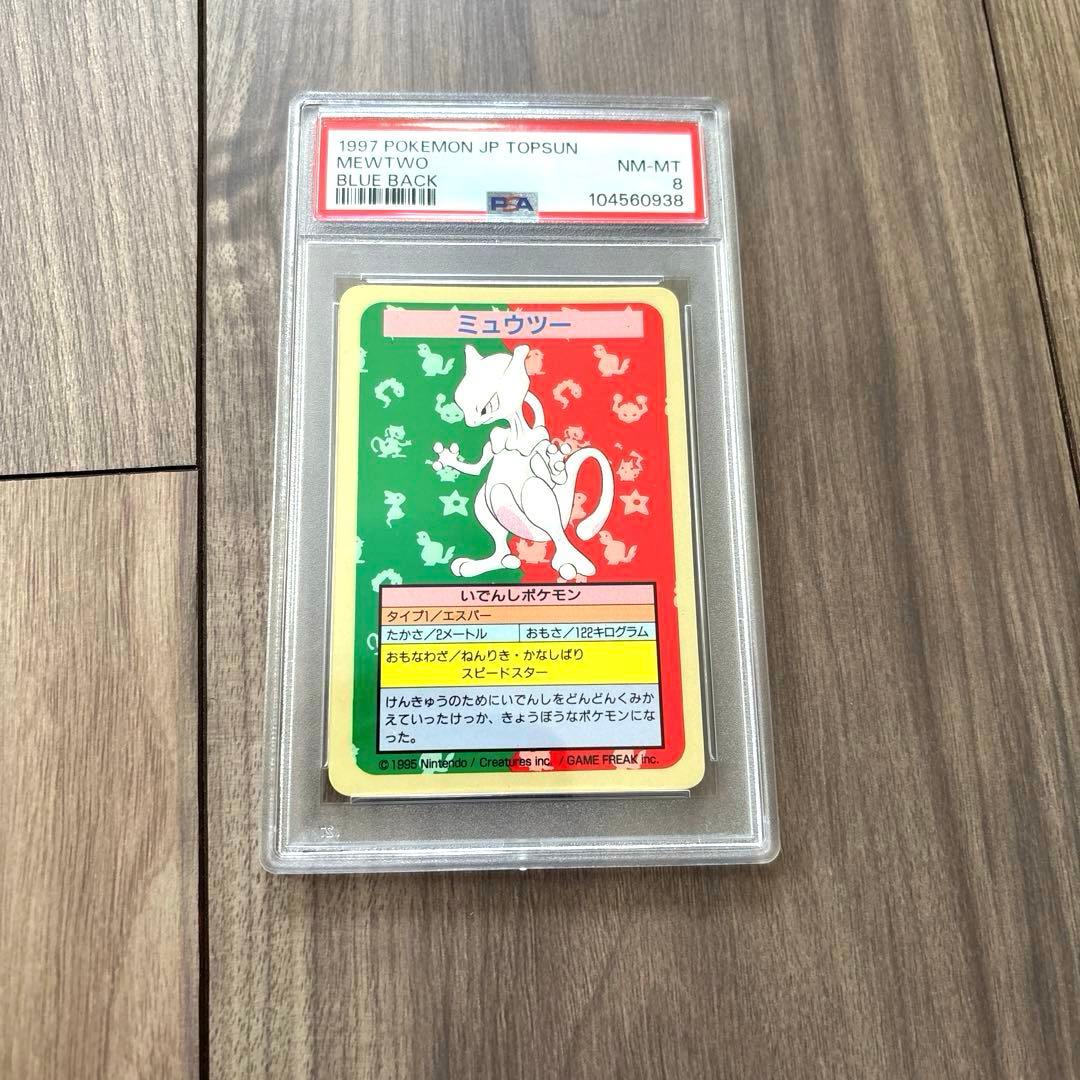 1997 POKEMON JP TOPSUN
MEWTWO
BLUE BACK
NM-MT
8
104560938
PSA
ミュウツー
いでんしポケモン
タイプ1/エスパー
たかさ/2メートル
おもさ/122キログラム
おもなわざ/ねんりき・かなしばり
スピードスター
けんきゅうのためにいでんしをどんどんくみか
えていったけっか、きょうぼうなポケモンにな
った。
©1995 Nintendo / Creatures inc. / GAME FREAK inc.